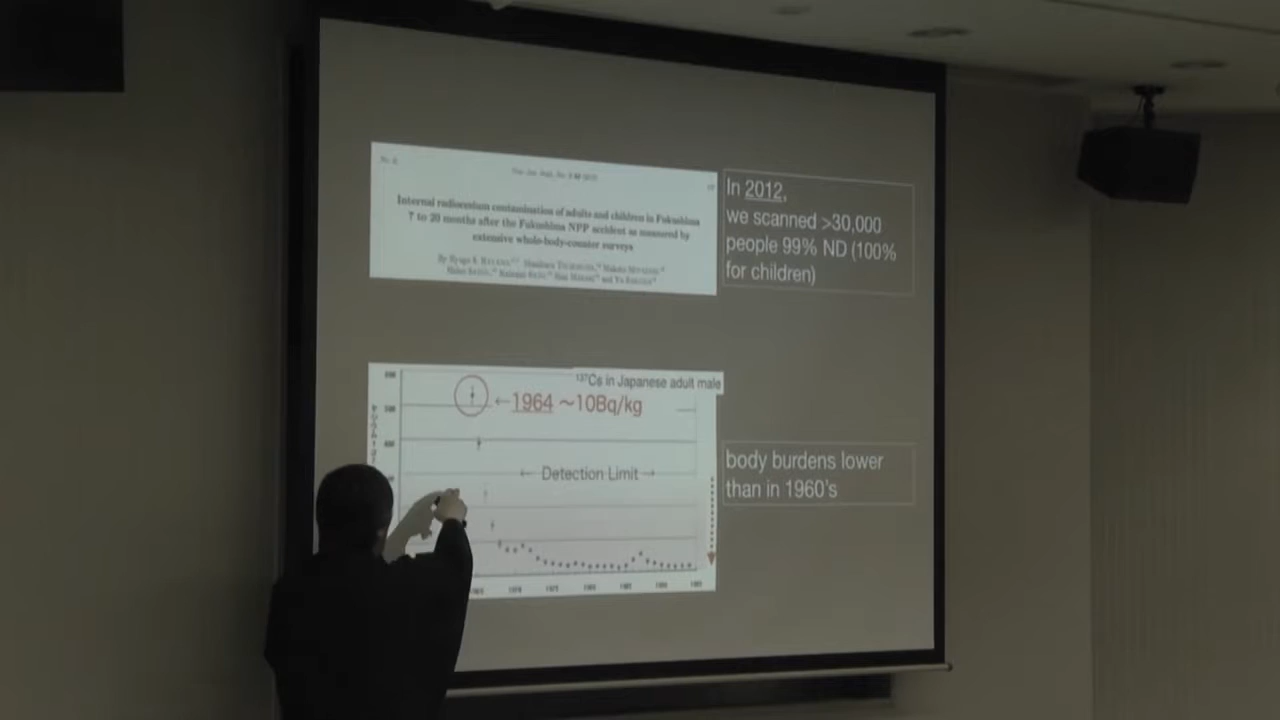 Internal radiocesium contamination of adults and children in Fukushima
7 to 20 months after the Fukushima NPP accident as measured by
extensive whole-body-counter surveys
In 2012,
we scanned >30,000
people 99% ND (100%
for children)
137Cs in Japanese adult male
←1964 ~10Bq/kg
← Detection Limit →
body burdens lower
than in 1960's